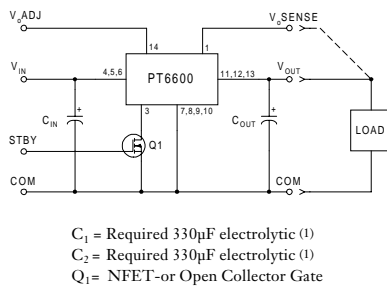 VoADJ
VoSENSE
14
1
VIN
4,5,6
PT6600
11,12,13
VOUT
3
7,8,9,10
CIN
+
COUT
+
LOAD
STBY
Q1
COM
COM
C1 = Required 330µF electrolytic (1)
C2 = Required 330µF electrolytic (1)
Q1= NFET-or Open Collector Gate